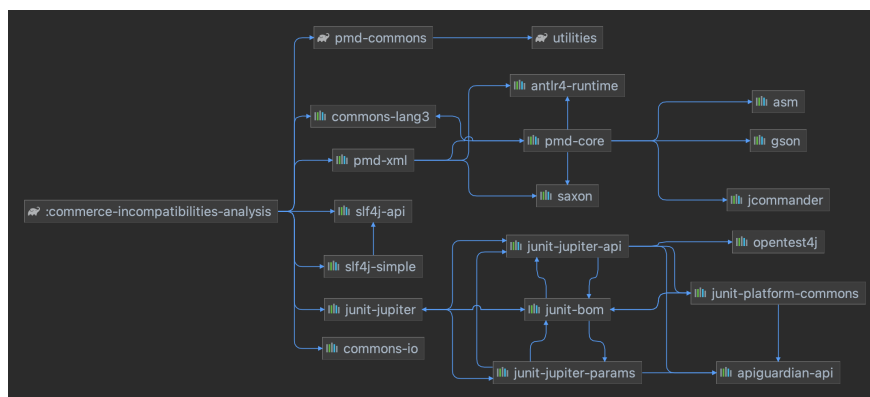 pmd-commons
utilities
antlr4-runtime
asm
commons-lang3
pmd-core
gson
pmd-xml
saxon
jcommander
:commerce-incompatibilities-analysis
slf4j-api
junit-jupiter-api
opentest4j
slf4j-simple
junit-platform-commons
junit-jupiter
junit-bom
commons-io
junit-jupiter-params
apiguardian-api